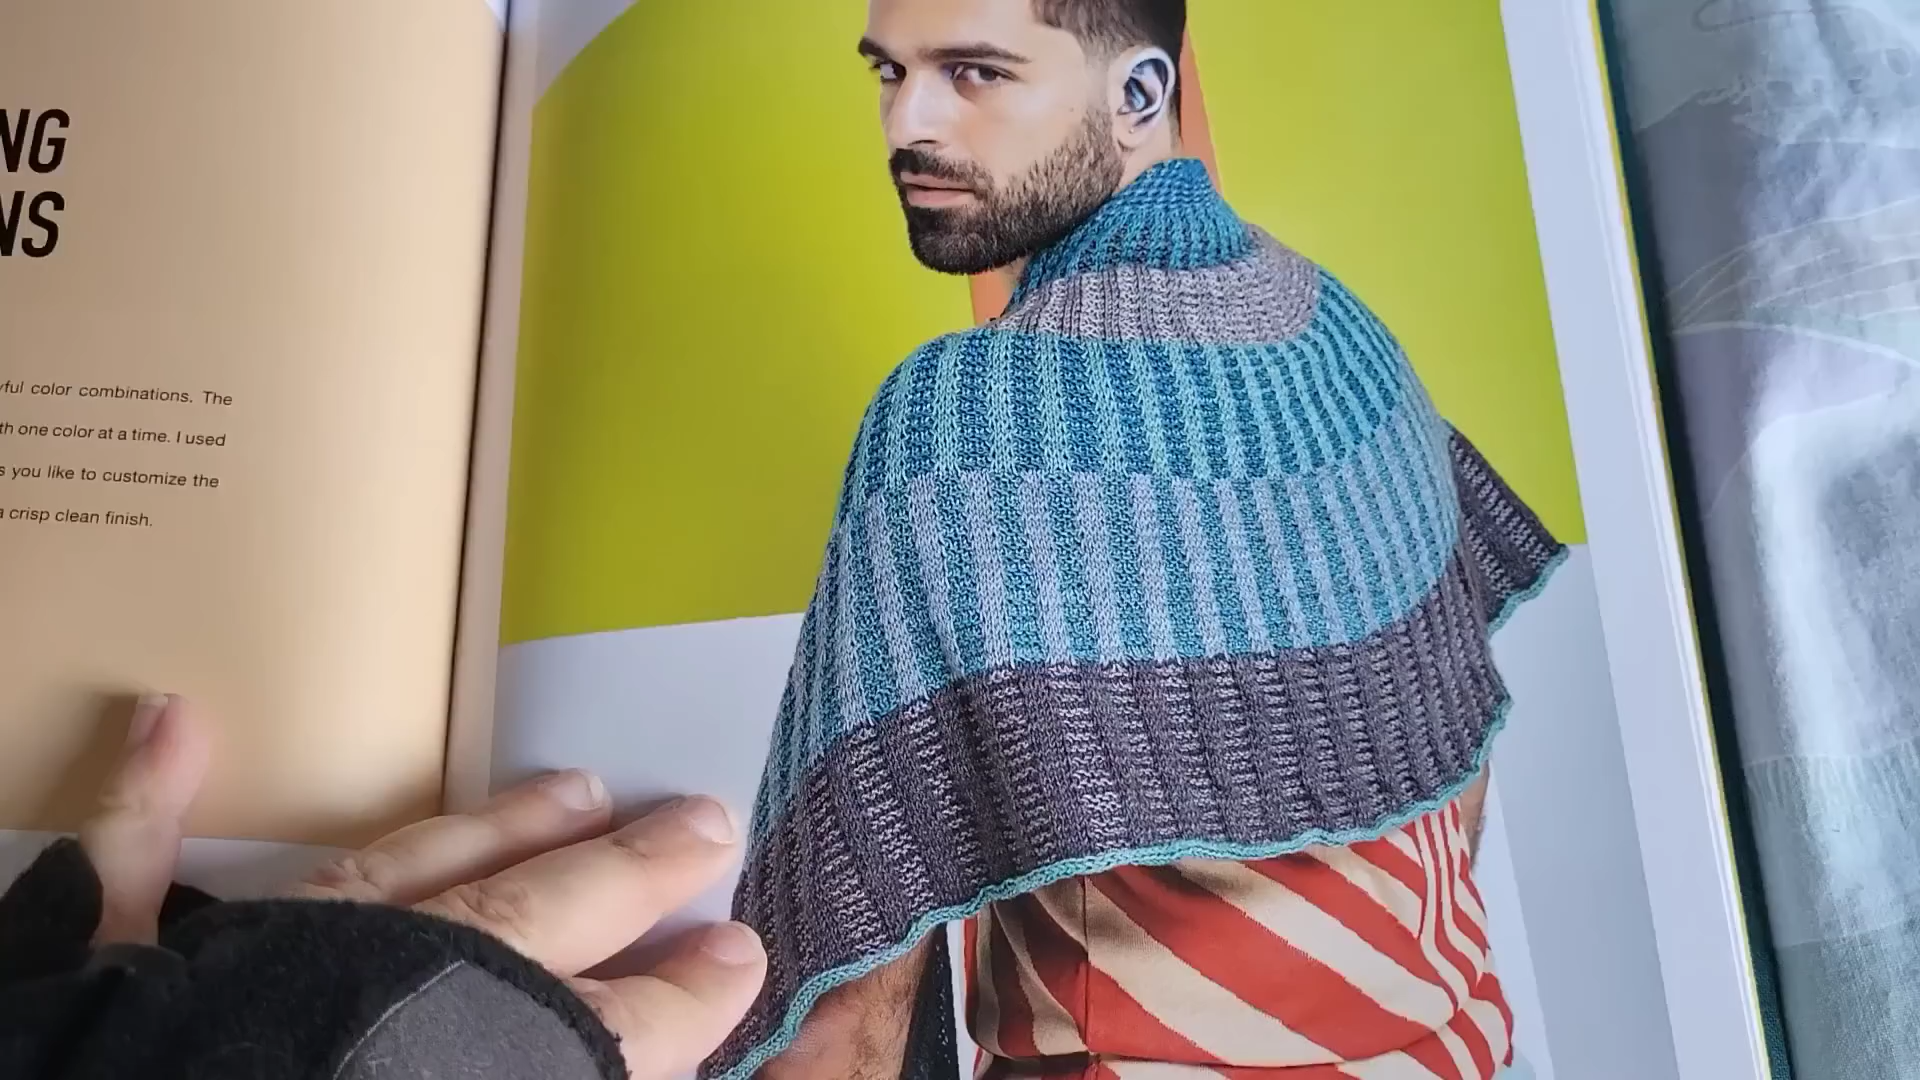 NG
NS
ful color combinations. The
th one color at a time. I used
s you like to customize the
a crisp clean finish.